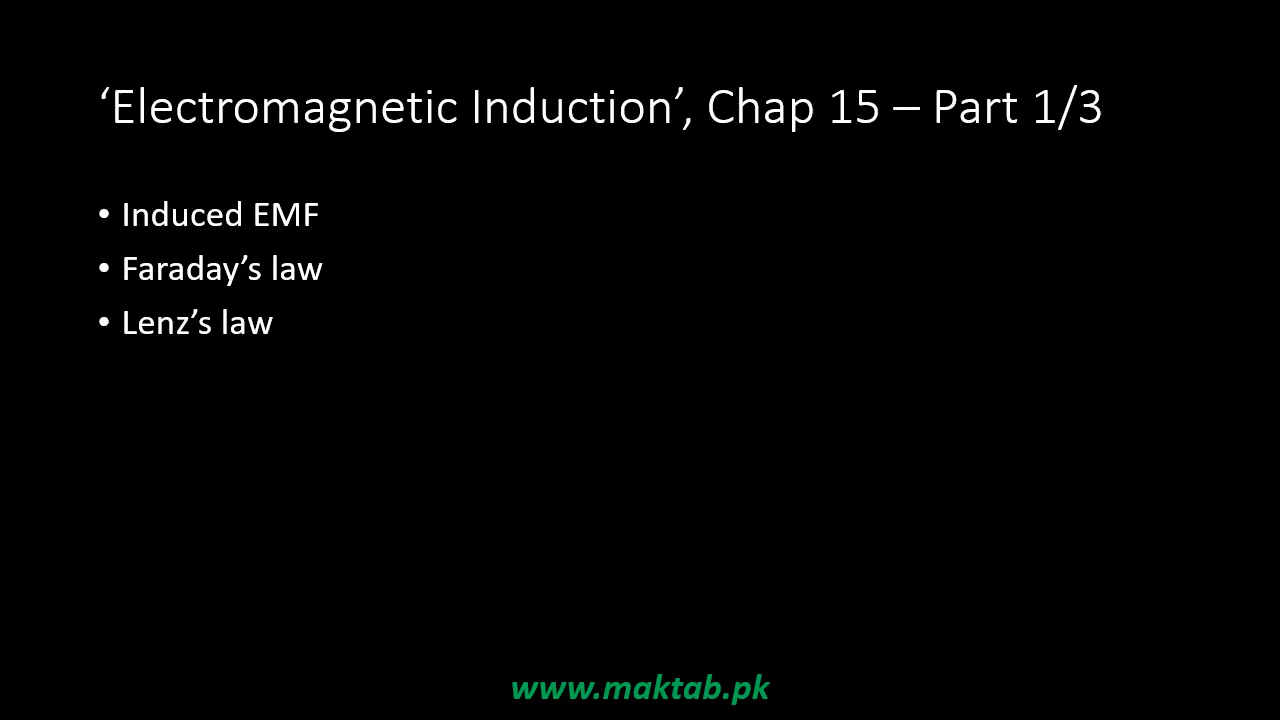 ‘Electromagnetic Induction’, Chap 15 – Part 1/3
• Induced EMF
• Faraday’s law
• Lenz’s law
www.maktab.pk